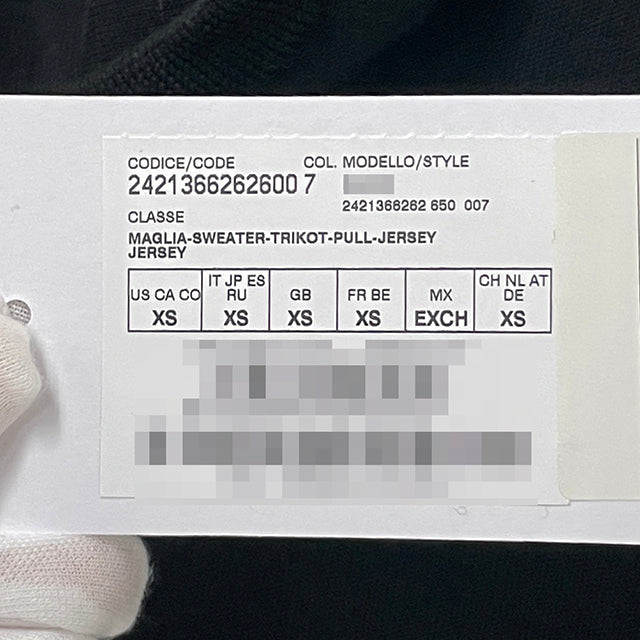 CODICE/CODE COL. MODELLO/STYLE
2421366262600 7
2421366262 650 007
CLASSE
MAGLIA-SWEATER-TRIKOT-PULL-JERSEY
JERSEY
US CA CO IT JP ES RU GB FR BE MX CH NL AT DE
XS XS XS XS EXCH XS